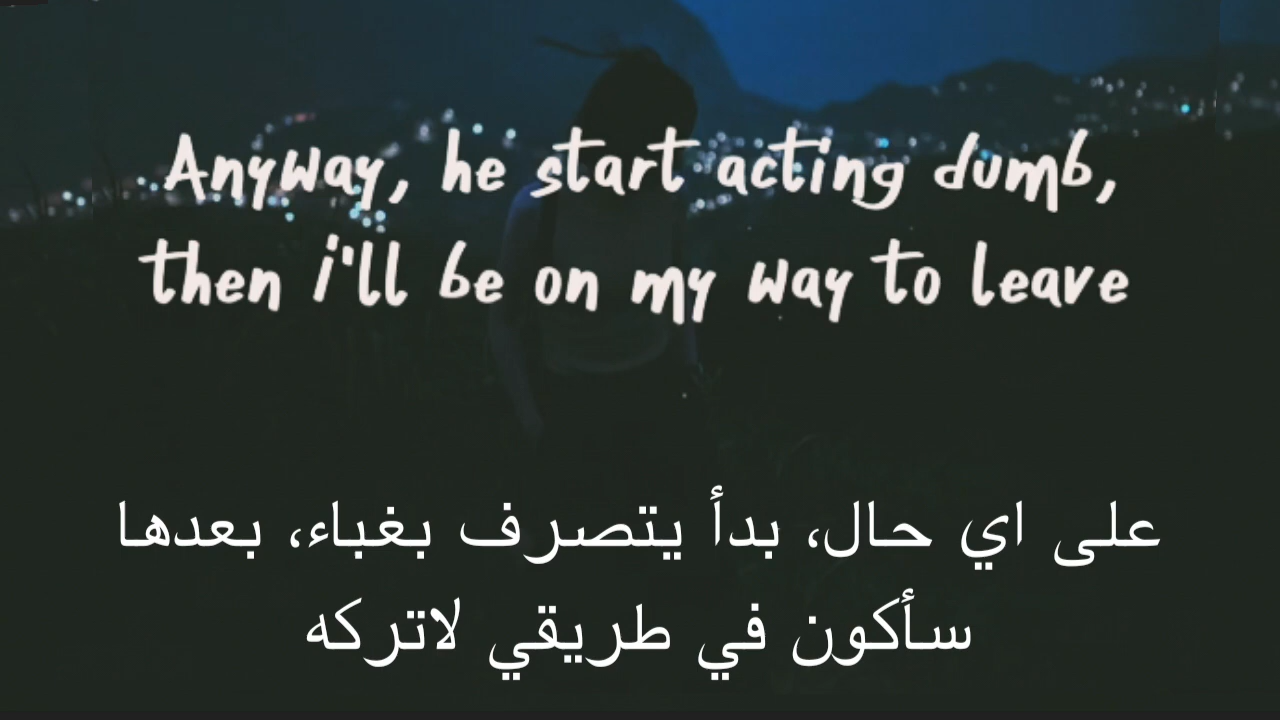 Anyway, he start acting dumb,
then i'll be on my way to leave
على اي حال، بدأ يتصرف بغباء، بعدها
سأكون في طريقي لاتركه